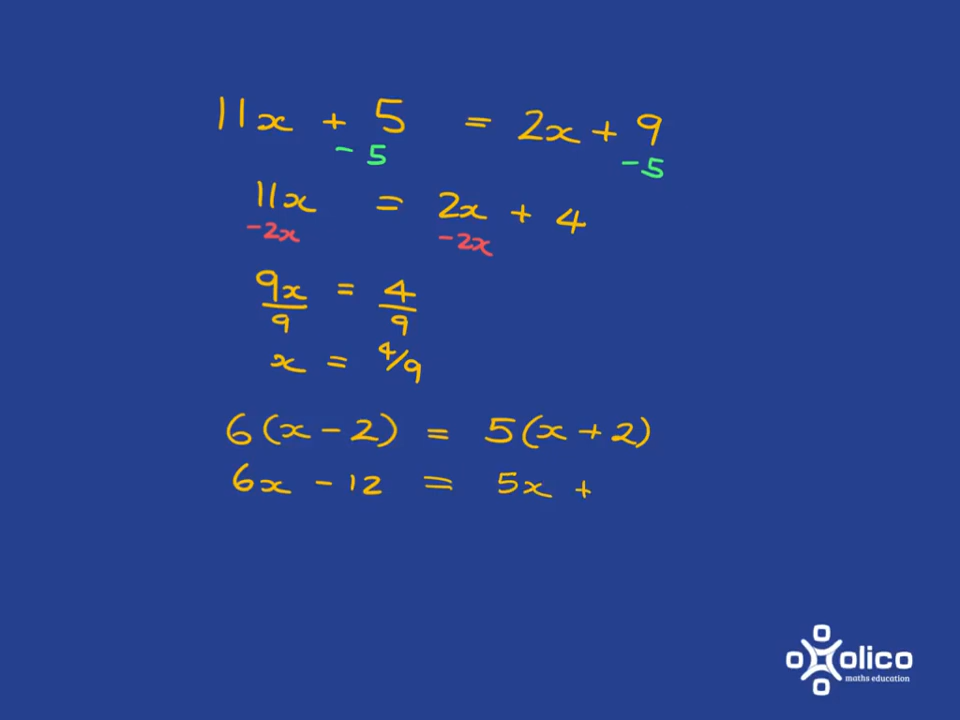 11x + 5 = 2x + 9
- 5 - 5
11x = 2x + 4
- 2x - 2x
9x/9 = 4/9
x = 4/9
6(x - 2) = 5(x + 2)
6x - 12 = 5x +
olico
maths education